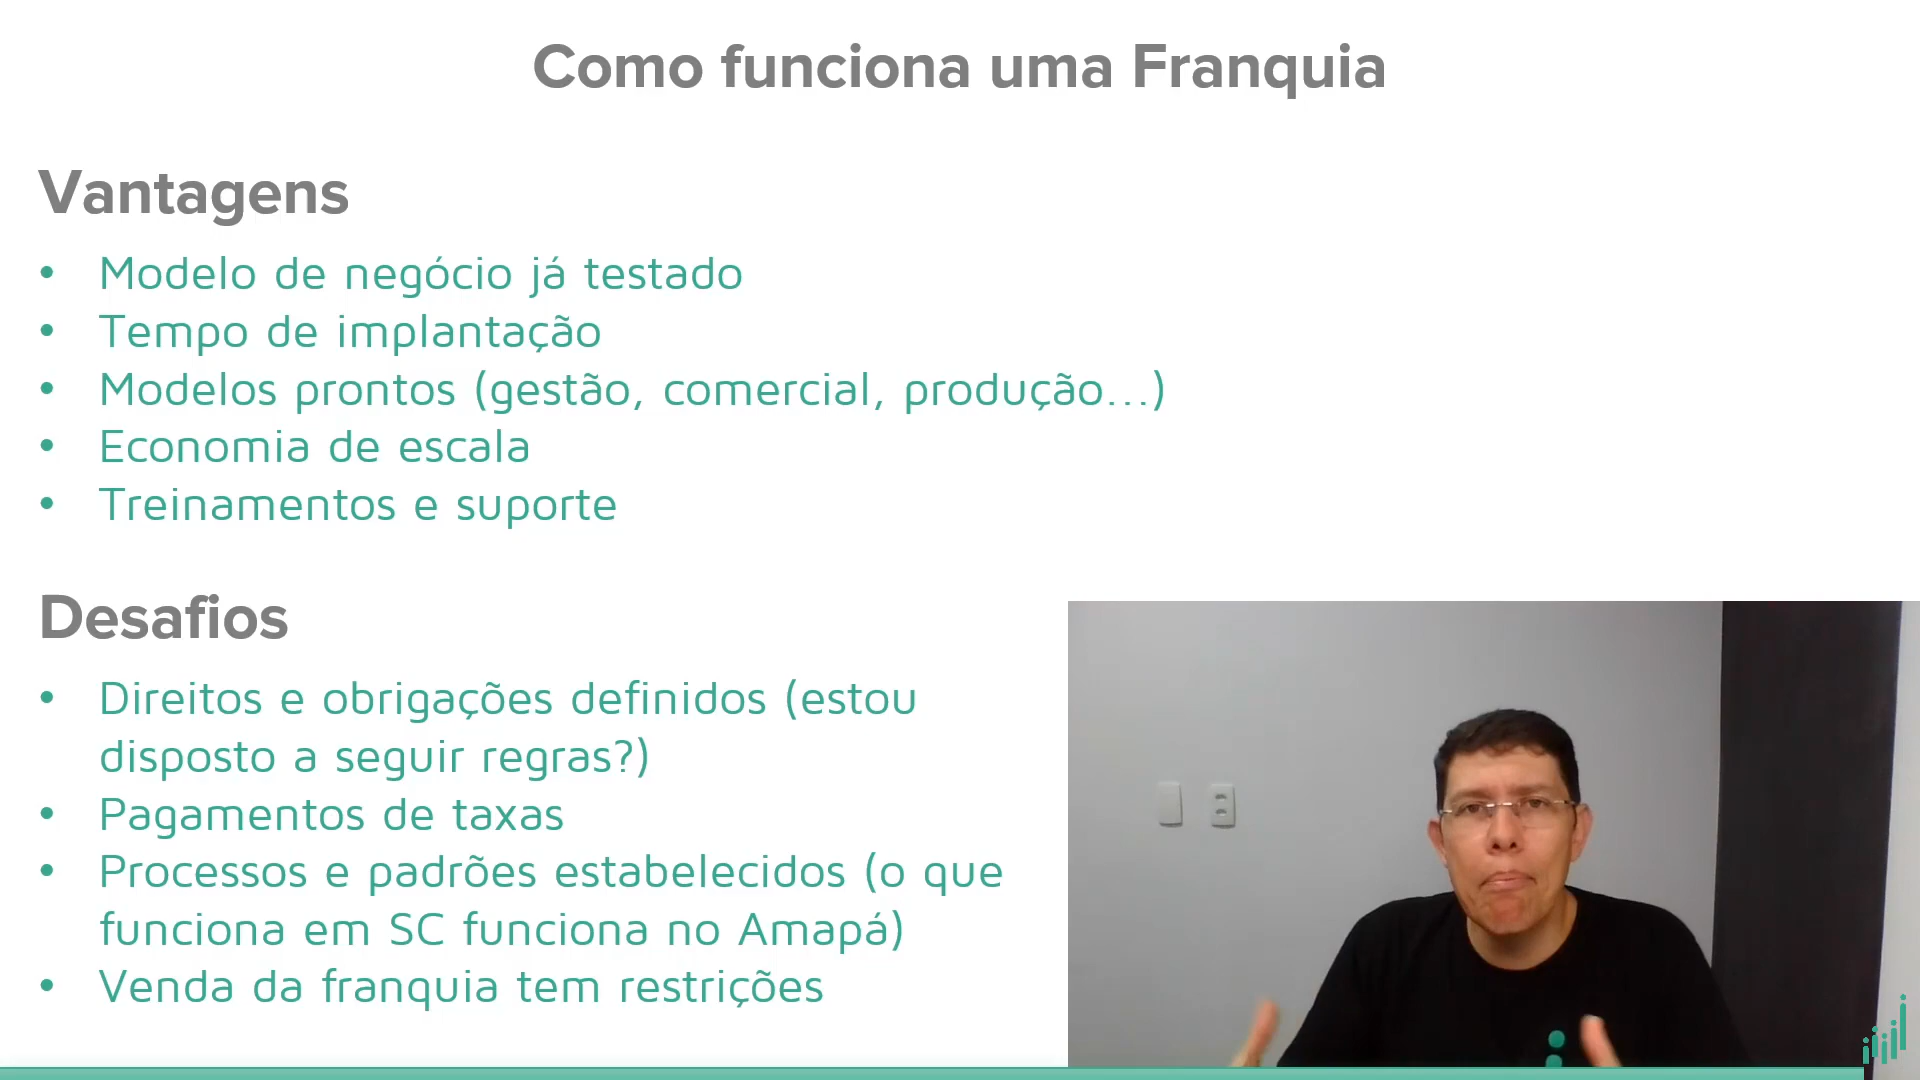 Como funciona uma Franquia
Vantagens
• Modelo de negócio já testado
• Tempo de implantação
• Modelos prontos (gestão, comercial, produção...)
• Economia de escala
• Treinamentos e suporte
Desafios
• Direitos e obrigações definidos (estou
disposto a seguir regras?)
• Pagamentos de taxas
• Processos e padrões estabelecidos (o que
funciona em SC funciona no Amapá)
• Venda da franquia tem restrições